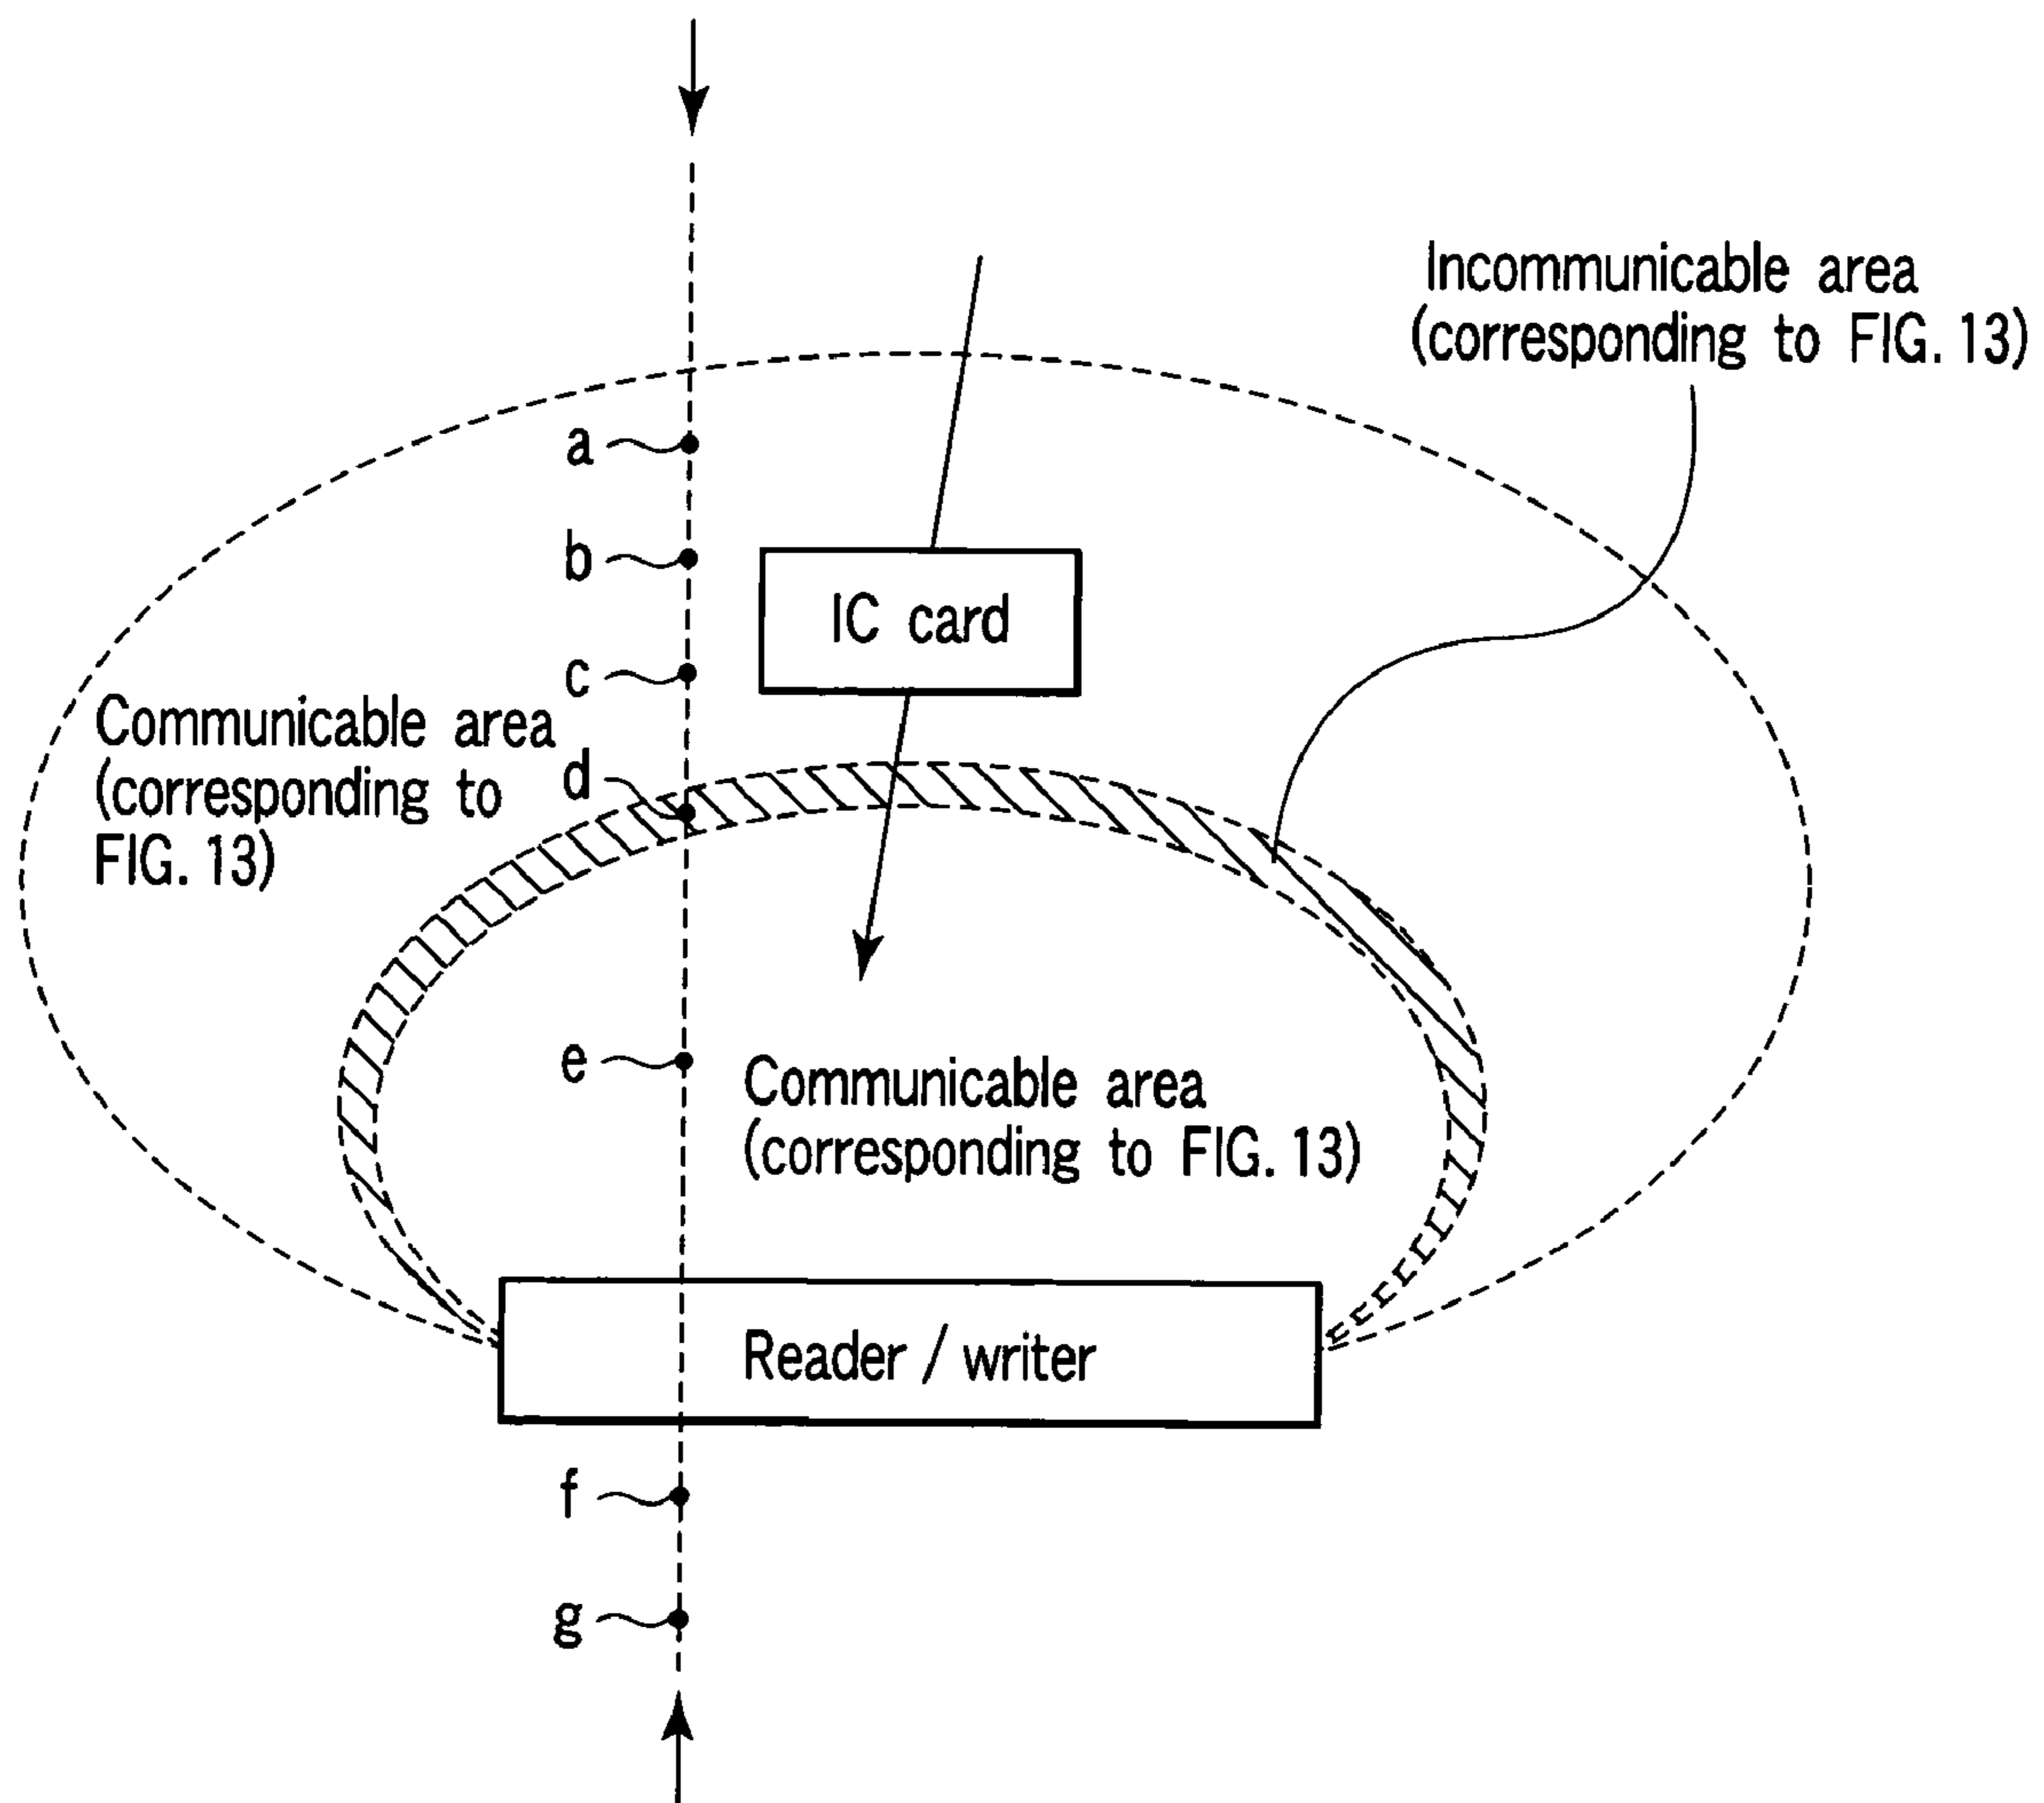 Incommunicable area
(corresponding to FIG. 13)
a
b
IC card
c
Communicable area
(corresponding to
FIG. 13)
d
e
Communicable area
(corresponding to FIG. 13)
Reader / writer
f
g